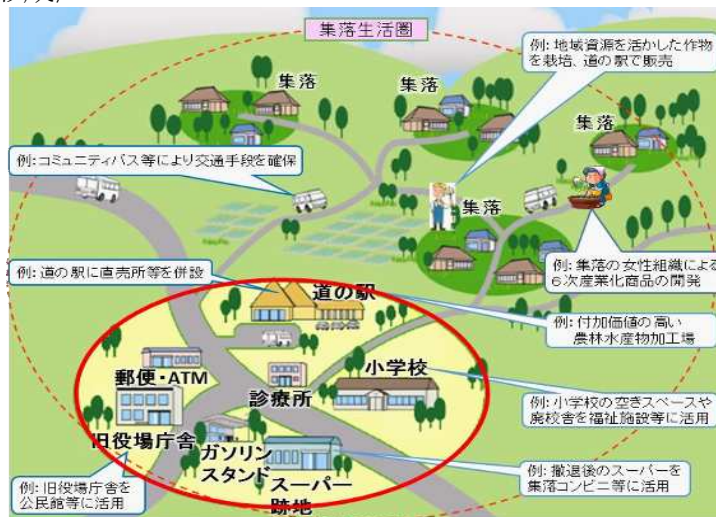 集落生活圏
例:地域資源を活かした作物
を栽培、道の駅で販売
集落
集落
集落
例:コミュニティバス等により交通手段を確保
集落
例:道の駅に直売所等を併設
道の駅
例:集落の女性組織による
6次産業化商品の開発
例:付加価値の高い
農林水産物加工場
郵便・ATM
診療所
小学校
例:小学校の空きスペースや
廃校舎を福祉施設等に活用
旧役場庁舎
ガソリン
スタンド
スーパー
跡地
例:旧役場庁舎を
公民館等に活用
例:撤退後のスーパーを
集落コンビニ等に活用